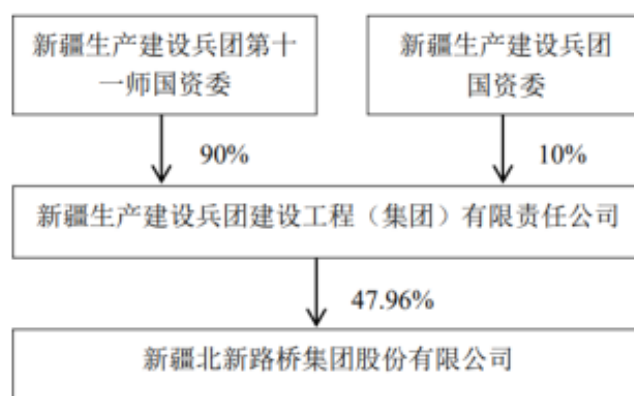 新疆生产建设兵团第十
一师国资委
新疆生产建设兵团
国资委
90%
10%
新疆生产建设兵团建设工程（集团）有限责任公司
47.96%
新疆北新路桥集团股份有限公司